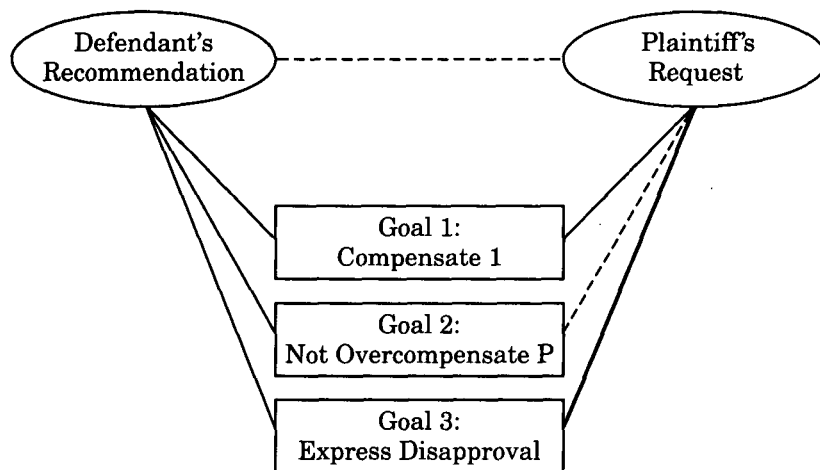 Defendant's
Recommendation
Plaintiff's
Request
Goal 1:
Compensate 1
Goal 2:
Not Overcompensate P
Goal 3:
Express Disapproval